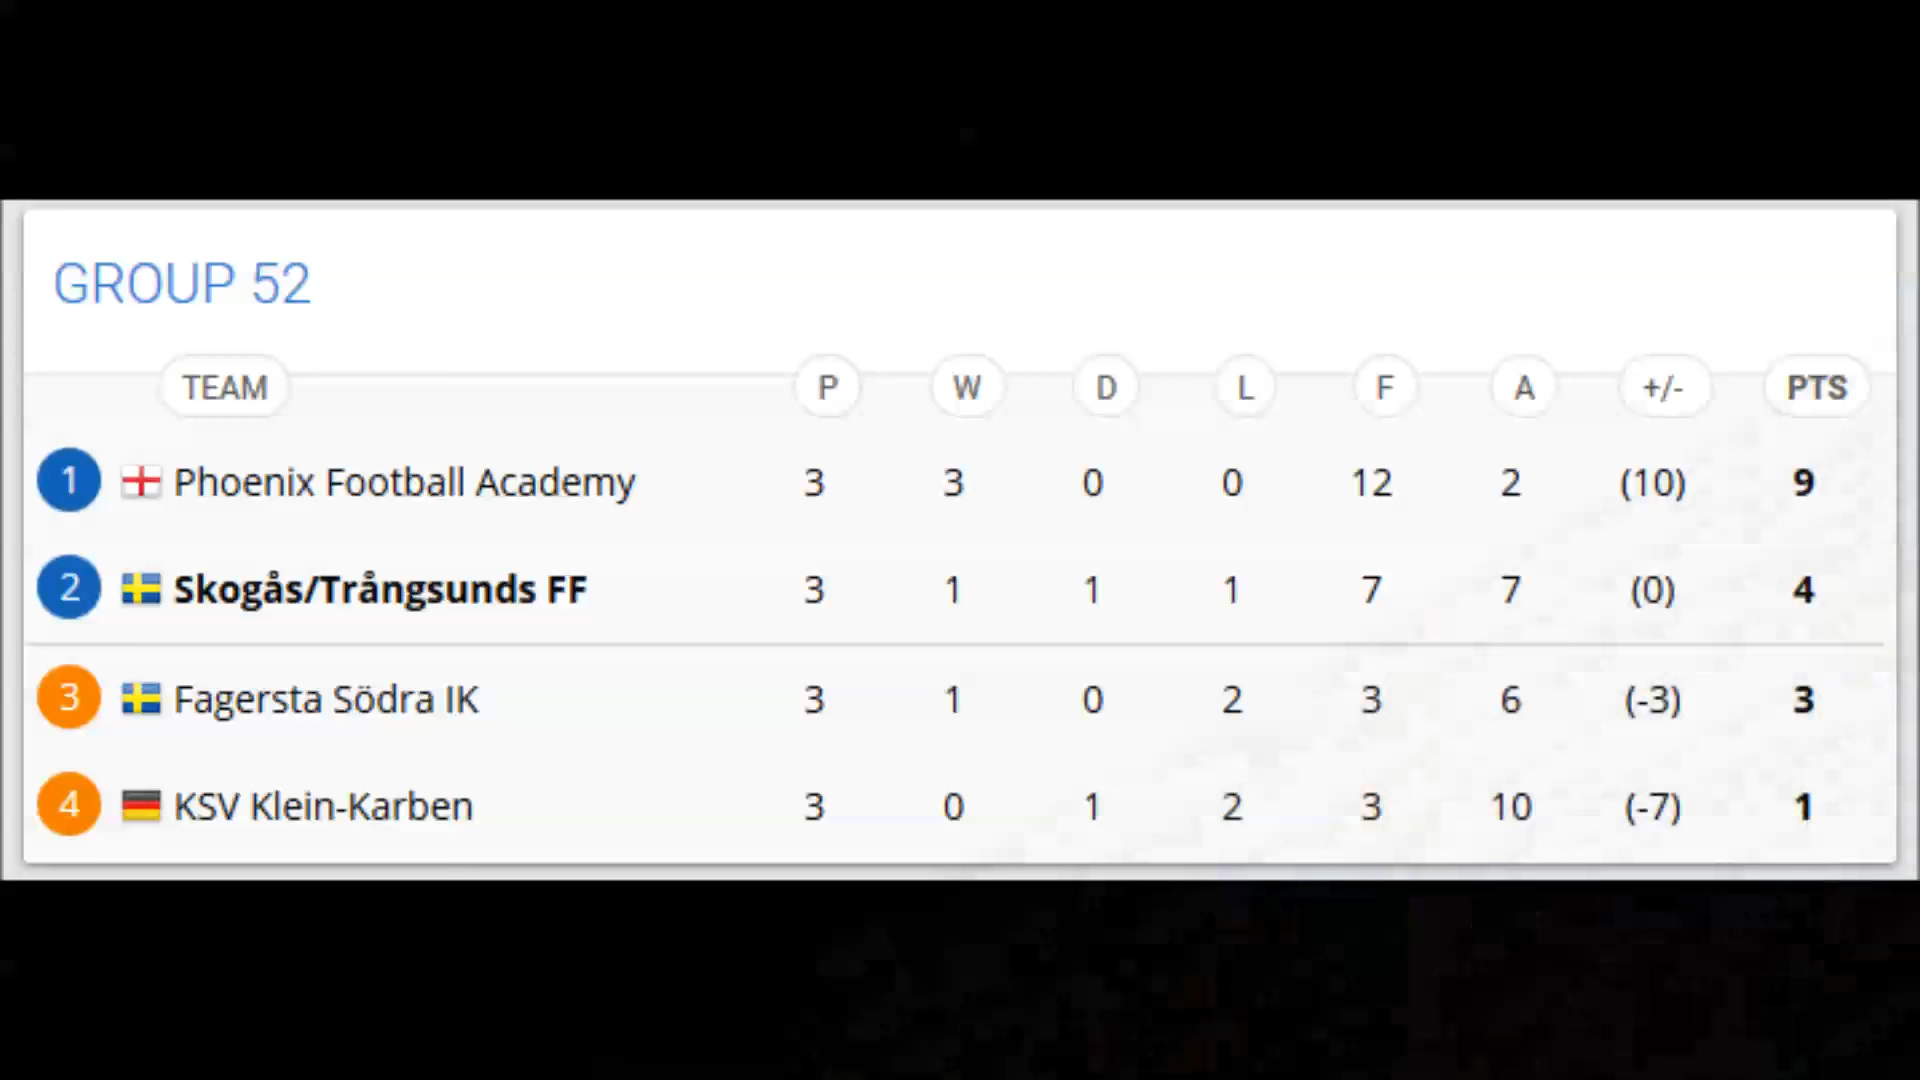 GROUP 52
TEAM P W D L F A +/- PTS
1 Phoenix Football Academy 3 3 0 0 12 2 (10) 9
2 Skogås/Trångsunds FF 3 1 1 1 7 7 (0) 4
3 Fagersta Södra IK 3 1 0 2 3 6 (-3) 3
4 KSV Klein-Karben 3 0 1 2 3 10 (-7) 1